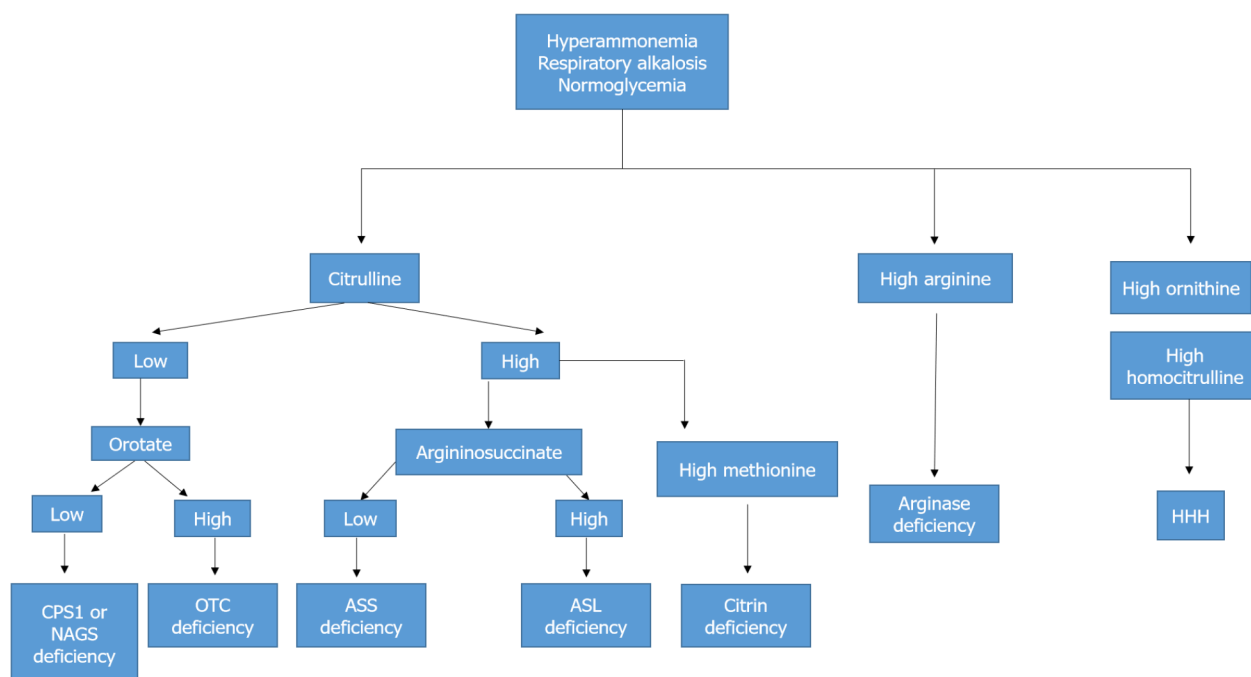 Hyperammonemia
Respiratory alkalosis
Normoglycemia
Citrulline
High arginine
High ornithine
Low
High
High
homocitrulline
Orotate
Argininosuccinate
High methionine
Low
High
Low
High
Arginase
deficiency
HHH
CPS1 or
NAGS
deficiency
OTC
deficiency
ASS
deficiency
ASL
deficiency
Citrin
deficiency